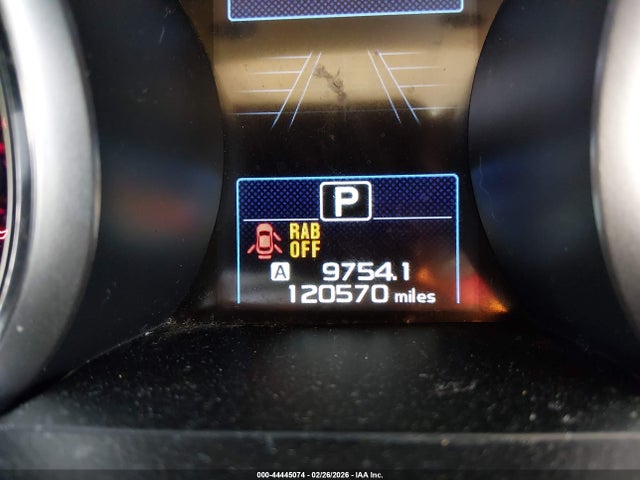 P
RAB
OFF
A 9754.1
120570 miles
000-44445074 - 02/26/2026 - IAA Inc.